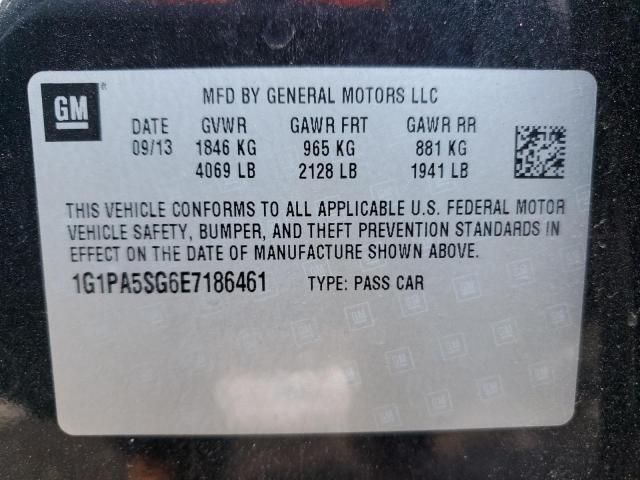 GM ®
MFD BY GENERAL MOTORS LLC
DATE GVWR GAWR FRT GAWR RR
09/13 1846 KG 965 KG 881 KG
4069 LB 2128 LB 1941 LB
THIS VEHICLE CONFORMS TO ALL APPLICABLE U.S. FEDERAL MOTOR
VEHICLE SAFETY, BUMPER, AND THEFT PREVENTION STANDARDS IN
EFFECT ON THE DATE OF MANUFACTURE SHOWN ABOVE.
1G1PA5SG6E7186461 TYPE: PASS CAR